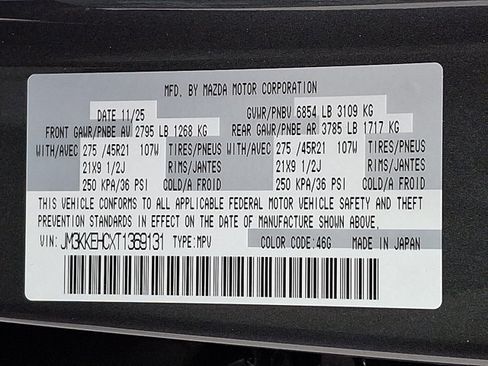 MFD. BY MAZDA MOTOR CORPORATION
DATE 11/25 GVWR/PNBV 6854 LB 3109 KG
FRONT GAWR/PNBE AV 2795 LB 1268 KG REAR GAWR/PNBE AR 3785 LB 1717 KG
WITH/AVEC 275 /45R21 107W TIRES/PNEUS WITH/AVEC 275 /45R21 107W TIRES/PNEUS
21X9 1/2J RIMS/JANTES 21X9 1/2J RIMS/JANTES
250 KPA/36 PSI COLD/A FROID 250 KPA/36 PSI COLD/A FROID
THIS VEHICLE CONFORMS TO ALL APPLICABLE FEDERAL MOTOR VEHICLE SAFETY AND THEFT
PREVENTION STANDARDS IN EFFECT ON THE DATE OF MANUFACTURE SHOWN ABOVE.
VIN: JM3KKEHCXT1369131 TYPE:MPV COLOR CODE:46G MADE IN JAPAN